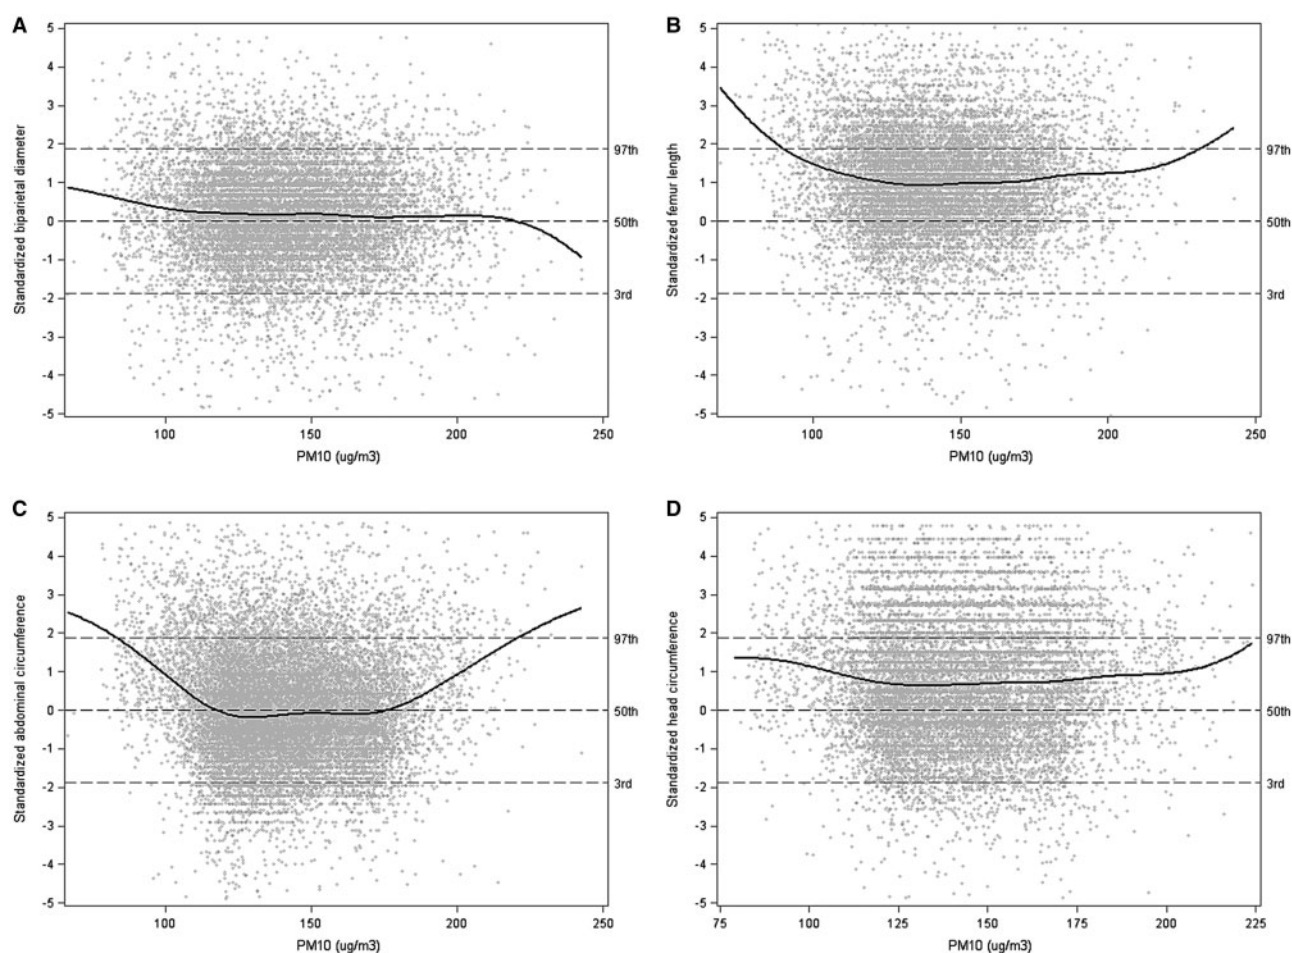 A
5
4
3
2
1
0
-1
-2
-3
-4
-5
Standardized biparietal diameter
97th
50th
3rd
100 150 200 250
PM10 (ug/m3)
B
5
4
3
2
1
0
-1
-2
-3
-4
-5
Standardized femur length
97th
50th
3rd
100 150 200 250
PM10 (ug/m3)
C
5
4
3
2
1
0
-1
-2
-3
-4
-5
Standardized abdominal circumference
97th
50th
3rd
100 150 200 250
PM10 (ug/m3)
D
5
4
3
2
1
0
-1
-2
-3
-4
-5
Standardized head circumference
97th
50th
3rd
75 100 125 150 175 200 225
PM10 (ug/m3)